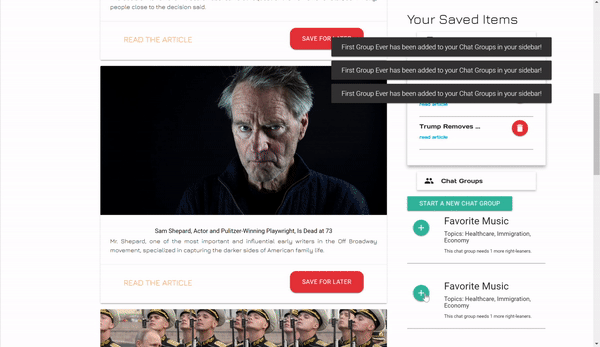 people close to the decision said.
READ THE ARTICLE
SAVE FOR LATER
Sam Shepard, Actor and Pulitzer-Winning Playwright, Is Dead at 73
Mr. Shepard, one of the most important and influential early writers in the Off Broadway
movement, specialized in capturing the darker sides of American family life.
READ THE ARTICLE
SAVE FOR LATER
Your Saved Items
First Group Ever has been added to your Chat Groups in your sidebar!
First Group Ever has been added to your Chat Groups in your sidebar!
First Group Ever has been added to your Chat Groups in your sidebar!
read article
Trump Removes ...
read article
Chat Groups
START A NEW CHAT GROUP
Favorite Music
Topics: Healthcare, Immigration,
Economy
This chat group needs 1 more right-leaners.
Favorite Music
Topics: Healthcare, Immigration,
Economy
This chat group needs 1 more right-leaners.